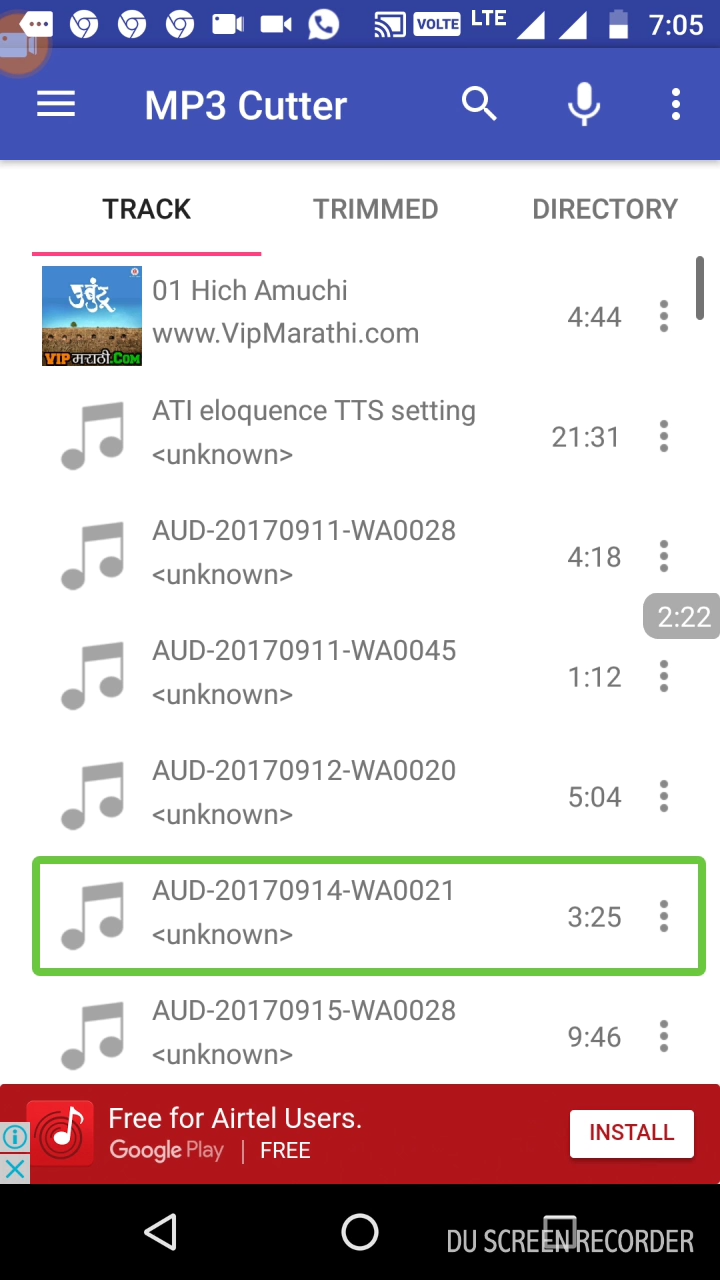 VOLTE LTE 7:05
MP3 Cutter
TRACK TRIMMED DIRECTORY
उबुंटू
VIP मराठी.COM
01 Hich Amuchi
www.VipMarathi.com
4:44
ATI eloquence TTS setting
<unknown>
21:31
AUD-20170911-WA0028
<unknown>
4:18
2:22
AUD-20170911-WA0045
<unknown>
1:12
AUD-20170912-WA0020
<unknown>
5:04
AUD-20170914-WA0021
<unknown>
3:25
AUD-20170915-WA0028
<unknown>
9:46
Free for Airtel Users.
Google Play | FREE
INSTALL
DU SCREEN RECORDER